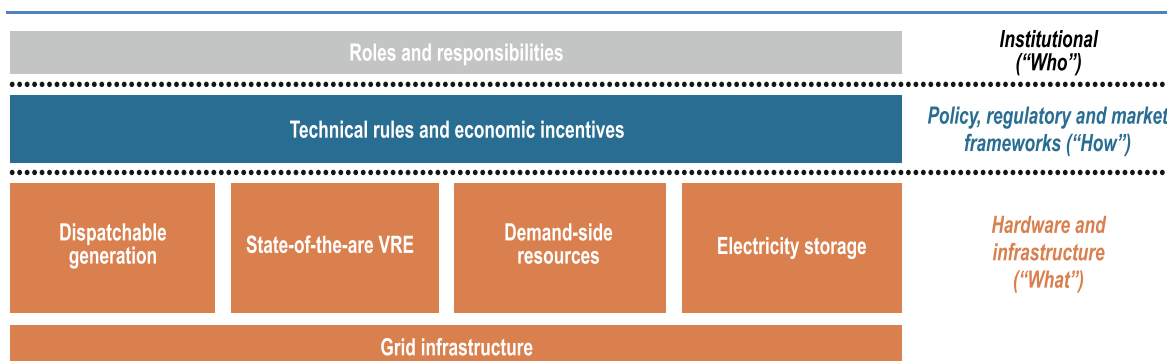 Roles and responsibilities
Institutional
(“Who”)
Technical rules and economic incentives
Policy, regulatory and market
frameworks (“How”)
Dispatchable
generation
State-of-the-are VRE
Demand-side
resources
Electricity storage
Hardware and
infrastructure
(“What”)
Grid infrastructure